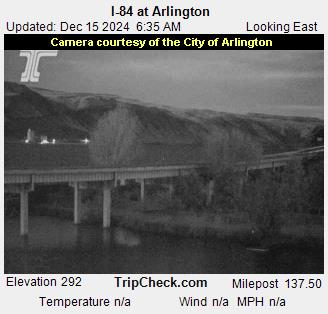 I-84 at Arlington
Updated: Dec 15 2024 6:35 AM Looking East
Camera courtesy of the City of Arlington
Elevation 292 TripCheck.com Milepost 137.50
Temperature n/a Wind n/a MPH n/a